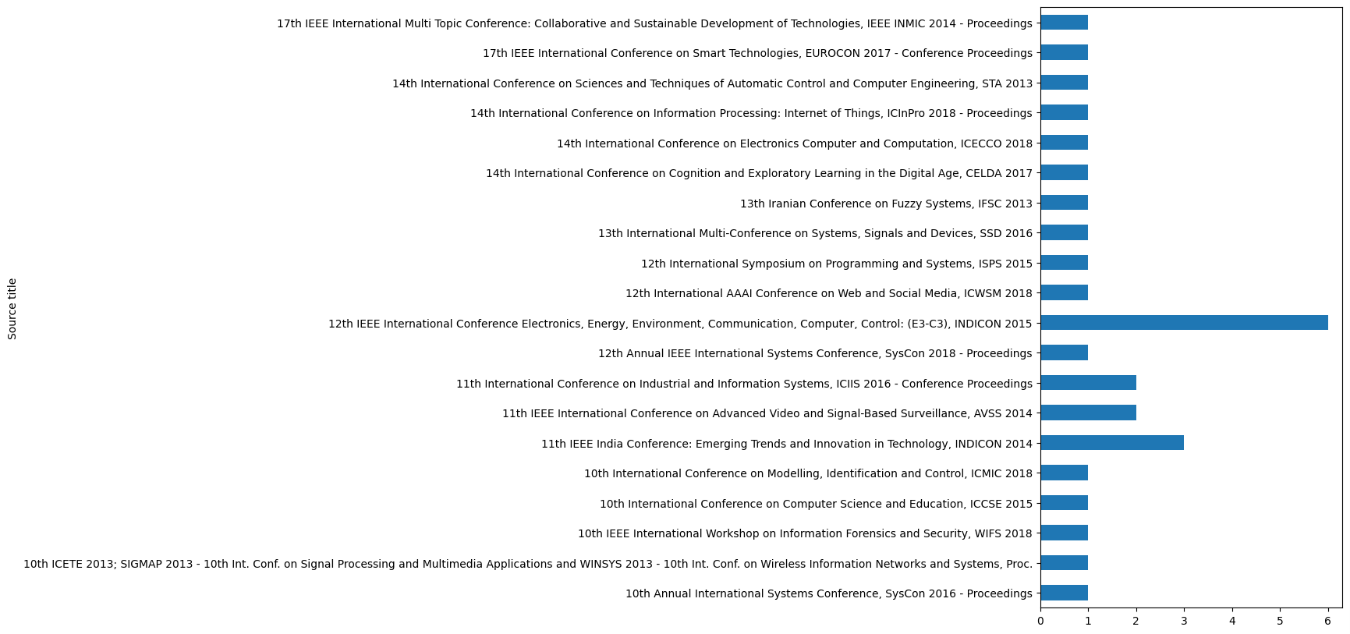 17th IEEE International Multi Topic Conference: Collaborative and Sustainable Development of Technologies, IEEE INMIC 2014 - Proceedings
17th IEEE International Conference on Smart Technologies, EUROCON 2017 - Conference Proceedings
14th International Conference on Sciences and Techniques of Automatic Control and Computer Engineering, STA 2013
14th International Conference on Information Processing: Internet of Things, ICInPro 2018 - Proceedings
14th International Conference on Electronics Computer and Computation, ICECCO 2018
14th International Conference on Cognition and Exploratory Learning in the Digital Age, CELDA 2017
13th Iranian Conference on Fuzzy Systems, IFSC 2013
13th International Multi-Conference on Systems, Signals and Devices, SSD 2016
12th International Symposium on Programming and Systems, ISPS 2015
12th International AAAI Conference on Web and Social Media, ICWSM 2018
Source title
12th IEEE International Conference Electronics, Energy, Environment, Communication, Computer, Control: (E3-C3), INDICON 2015
12th Annual IEEE International Systems Conference, SysCon 2018 - Proceedings
11th International Conference on Industrial and Information Systems, ICIIS 2016 - Conference Proceedings
11th IEEE International Conference on Advanced Video and Signal-Based Surveillance, AVSS 2014
11th IEEE India Conference: Emerging Trends and Innovation in Technology, INDICON 2014
10th International Conference on Modelling, Identification and Control, ICMIC 2018
10th International Conference on Computer Science and Education, ICCSE 2015
10th IEEE International Workshop on Information Forensics and Security, WIFS 2018
10th ICETE 2013; SIGMAP 2013 - 10th Int. Conf. on Signal Processing and Multimedia Applications and WINSYS 2013 - 10th Int. Conf. on Wireless Information Networks and Systems, Proc.
10th Annual International Systems Conference, SysCon 2016 - Proceedings
0 1 2 3 4 5 6